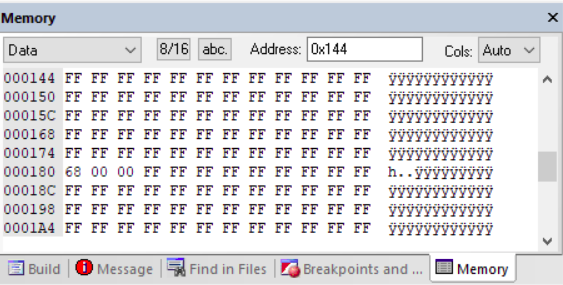 Memory
Data 8/16 abc. Address: 0x144 Cols: Auto
000144 FF FF FF FF FF FF FF FF FF FF FF FF ÿÿÿÿÿÿÿÿÿÿÿÿ
000150 FF FF FF FF FF FF FF FF FF FF FF FF ÿÿÿÿÿÿÿÿÿÿÿÿ
00015C FF FF FF FF FF FF FF FF FF FF FF FF ÿÿÿÿÿÿÿÿÿÿÿÿ
000168 FF FF FF FF FF FF FF FF FF FF FF FF ÿÿÿÿÿÿÿÿÿÿÿÿ
000174 FF FF FF FF FF FF FF FF FF FF FF FF ÿÿÿÿÿÿÿÿÿÿÿÿ
000180 68 00 00 FF FF FF FF FF FF FF FF FF h..ÿÿÿÿÿÿÿÿÿ
00018C FF FF FF FF FF FF FF FF FF FF FF FF ÿÿÿÿÿÿÿÿÿÿÿÿ
000198 FF FF FF FF FF FF FF FF FF FF FF FF ÿÿÿÿÿÿÿÿÿÿÿÿ
0001A4 FF FF FF FF FF FF FF FF FF FF FF FF ÿÿÿÿÿÿÿÿÿÿÿÿ
Build Message Find in Files Breakpoints and ... Memory